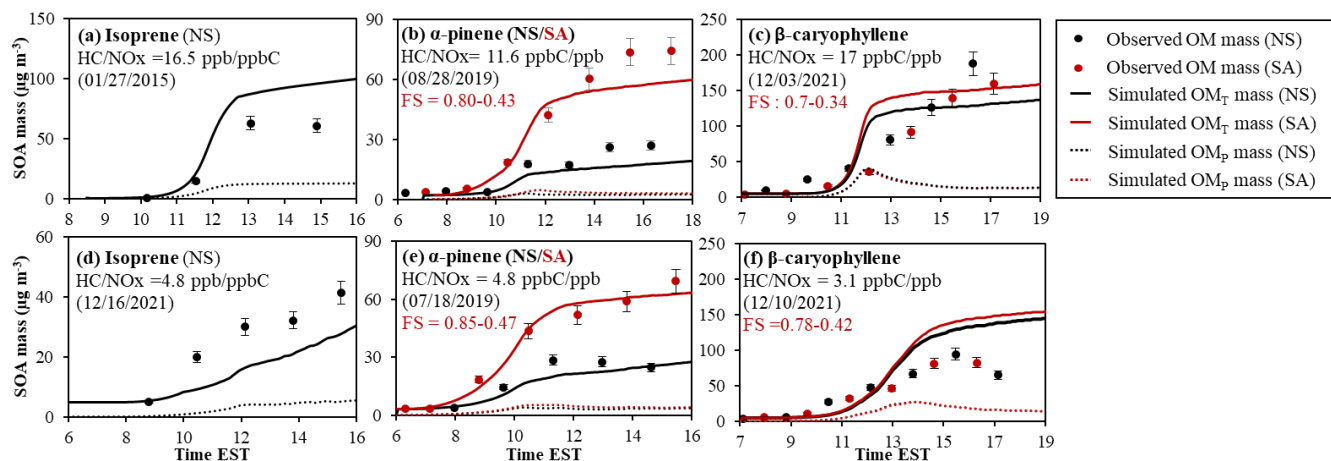 (a) Isoprene (NS)
HC/NOx =16.5 ppb/ppbC
(01/27/2015)
SOA mass (µg m⁻³)
150
100
50
0
8 9 10 11 12 13 14 15 16
(b) α-pinene (NS/SA)
HC/NOx= 11.6 ppbC/ppb
(08/28/2019)
FS = 0.80-0.43
90
60
30
0
6 8 10 12 14 16 18
(c) β-caryophyllene
HC/NOx = 17 ppbC/ppb
(12/03/2021)
FS : 0.7-0.34
250
200
150
100
50
0
7 9 11 13 15 17 19
Observed OM mass (NS)
Observed OM mass (SA)
Simulated OMT mass (NS)
Simulated OMT mass (SA)
Simulated OMP mass (NS)
Simulated OMP mass (SA)
(d) Isoprene (NS)
HC/NOx =4.8 ppb/ppbC
(12/16/2021)
SOA mass (µg m⁻³)
60
40
20
0
6 8 10 12 14 16
Time EST
(e) α-pinene (NS/SA)
HC/NOx = 4.8 ppbC/ppb
(07/18/2019)
FS = 0.85-0.47
90
60
30
0
6 8 10 12 14 16
Time EST
(f) β-caryophyllene
HC/NOx = 3.1 ppbC/ppb
(12/10/2021)
FS =0.78-0.42
250
200
150
100
50
0
7 9 11 13 15 17 19
Time EST